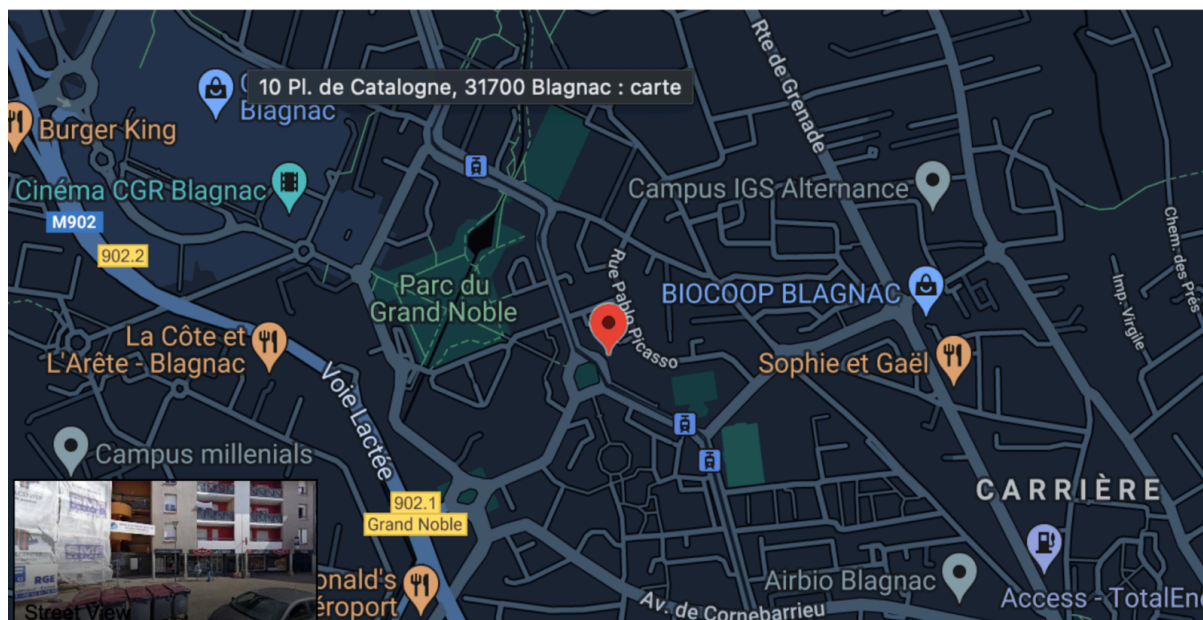 Rte de Grenade
10 Pl. de Catalogne, 31700 Blagnac : carte
Blagnac
Burger King
Cinéma CGR Blagnac
Campus IGS Alternance
M902
902.2
Chem. des Prés
Rue Pablo Picasso
Parc du
Grand Noble
BIOCOOP BLAGNAC
Imp. Virgile
La Côte et
L'Arête - Blagnac
Sophie et Gaël
Voie Lactée
Campus millenials
CARRIÈRE
902.1
Grand Noble
RGE
onald's
éroport
Airbio Blagnac
Av. de Cornebarrieu
Access - TotalEne
Street View